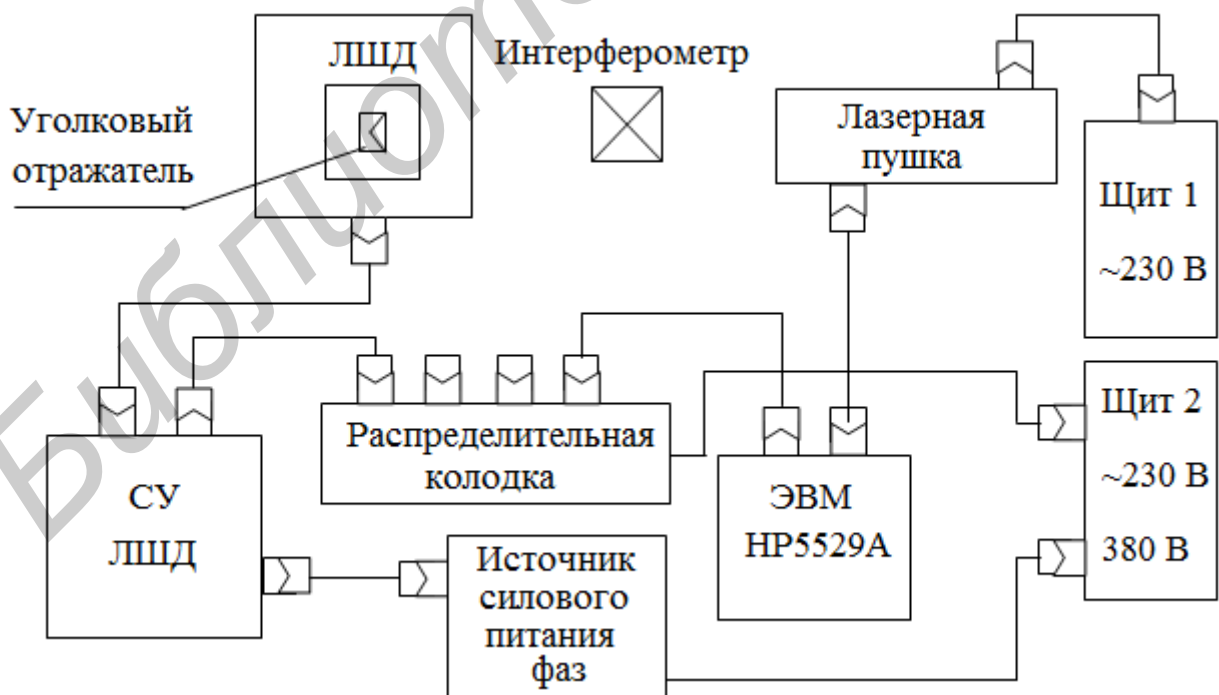 ЛШД
Интерферометр
Уголковый
отражатель
Лазерная
пушка
Щит 1
~230 В
Распределительная
колодка
Щит 2
~230 В
380 В
СУ
ЛШД
ЭВМ
HP5529A
Источник
силового
питания
фаз